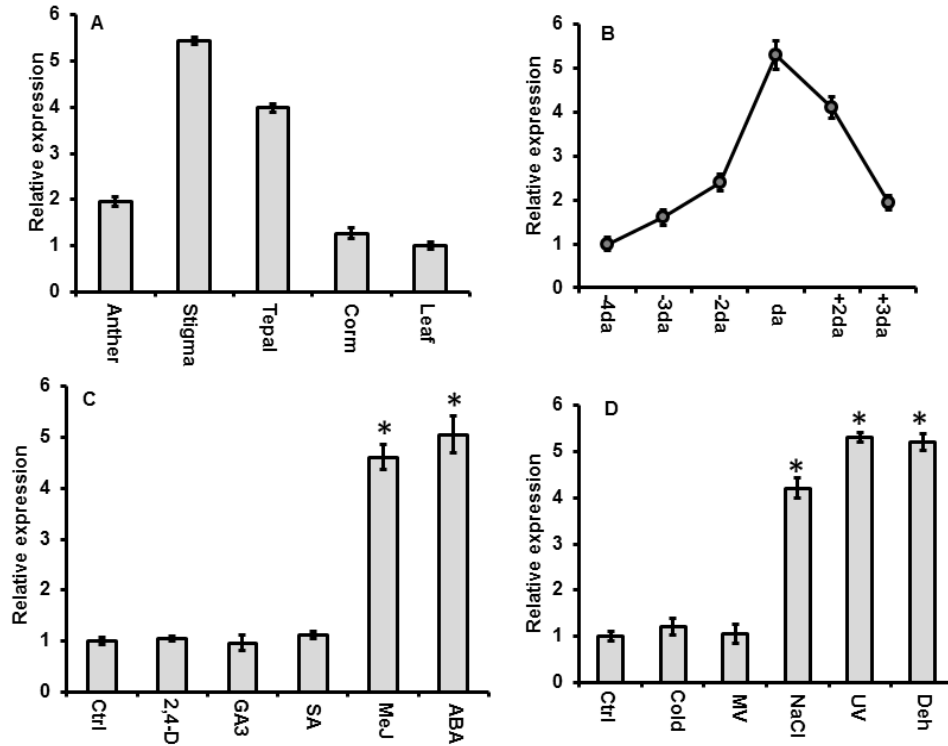 A
Relative expression
6
5
4
3
2
1
0
Anther
Stigma
Tepal
Corm
Leaf
B
Relative expression
6
5
4
3
2
1
0
-4da
-3da
-2da
da
+2da
+3da
C
Relative expression
6
5
4
3
2
1
0
*
*
Ctrl
2,4-D
GA3
SA
MeJ
ABA
D
Relative expression
6
5
4
3
2
1
0
*
*
*
Ctrl
Cold
MV
NaCl
UV
Deh